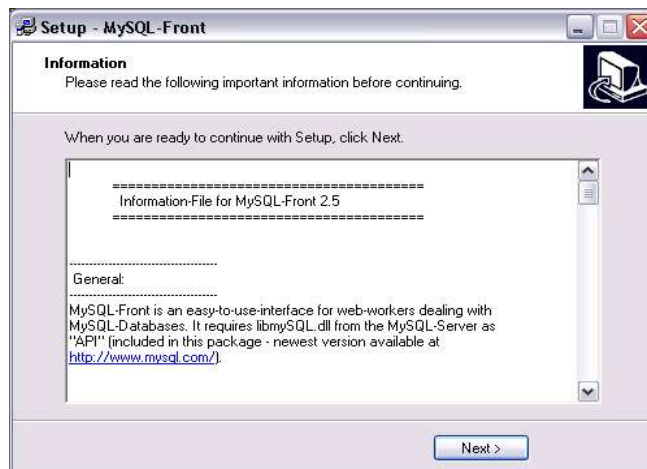 Setup - MySQL-Front
Information
Please read the following important information before continuing.
When you are ready to continue with Setup, click Next.
========================================
Information-File for MySQL-Front 2.5
========================================
-------------------------------------
General:
-------------------------------------
MySQL-Front is an easy-to-use-interface for web-workers dealing with
MySQL-Databases. It requires libmySQL.dll from the MySQL-Server as
"API" (included in this package - newest version available at
http://www.mysql.com/).
Next >